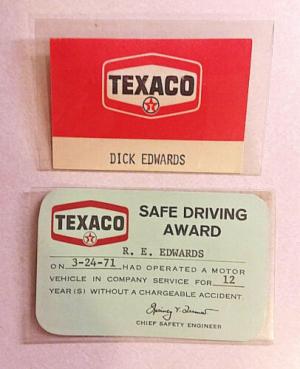 TEXACO
T
DICK EDWARDS
TEXACO
T
SAFE DRIVING
AWARD
R. E. EDWARDS
ON 3-24-71 HAD OPERATED A MOTOR
VEHICLE IN COMPANY SERVICE FOR 12
YEAR(S) WITHOUT A CHARGEABLE ACCIDENT.
CHIEF SAFETY ENGINEER